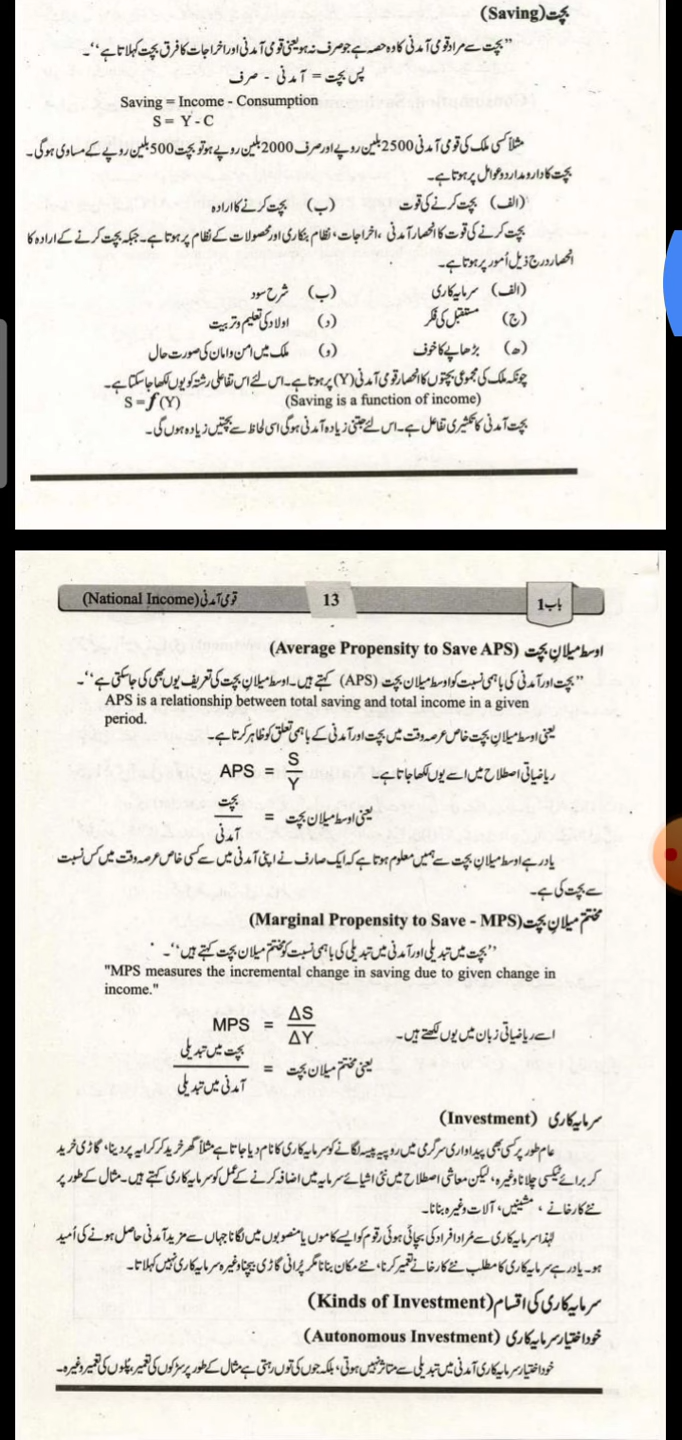 بچت(Saving)
”بچت سے مراد قومی آمدنی کا وہ حصہ ہے جو صرف نہ ہو یعنی قومی آمدنی اور اخراجات کا فرق بچت کہلاتا ہے‘‘۔
پس بچت = آمدنی - صرف
Saving = Income - Consumption
S = Y - C
مثلاً کسی ملک کی قومی آمدنی 2500 بلین روپے اور صرف 2000 بلین روپے ہو تو بچت 500 بلین روپے کے مساوی ہوگی۔
بچت کا دارومدار دو عوامل پر ہوتا ہے۔
(الف) بچت کرنے کی قوت (ب) بچت کرنے کا ارادہ
بچت کرنے کی قوت کا انحصار آمدنی، اخراجات، نظام بنکاری اور محصولات کے نظام پر ہوتا ہے۔ جبکہ بچت کرنے کے ارادہ کا
انحصار درج ذیل اُمور پر ہوتا ہے۔
(الف) سرمایہ کاری (ب) شرح سود
(ج) مستقبل کی فکر (د) اولاد کی تعلیم و تربیت
(ھ) بڑھاپے کا خوف (و) ملک میں امن و امان کی صورت حال
چونکہ ملک کی مجموعی بچتوں کا انحصار قومی آمدنی (Y) پر ہوتا ہے۔ اس لئے اس تفاعلی رشتہ کو یوں لکھا جا سکتا ہے۔
S = f (Y) (Saving is a function of income)
بچت آمدنی کا تکثیری تفاعل ہے۔ اس لئے جتنی زیادہ آمدنی ہوگی اسی لحاظ سے بچتیں زیادہ ہوں گی۔
باب 1 13 قومی آمدنی(National Income)
اوسط میلان بچت (Average Propensity to Save APS)
”بچت اور آمدنی کی باہمی نسبت کو اوسط میلان بچت (APS) کہتے ہیں۔ اوسط میلان بچت کی تعریف یوں بھی کی جا سکتی ہے‘‘۔
APS is a relationship between total saving and total income in a given
period.
یعنی اوسط میلان بچت خاص عرصہ وقت میں بچت اور آمدنی کے باہمی تعلق کو ظاہر کرتا ہے۔
ریاضیاتی اصطلاح میں اسے یوں لکھا جاتا ہے۔ APS = S/Y
یعنی اوسط میلان بچت = بچت/آمدنی
یاد رہے اوسط میلان بچت سے ہمیں معلوم ہوتا ہے کہ ایک صارف نے اپنی آمدنی میں سے کسی خاص عرصہ وقت میں کس نسبت
سے بچت کی ہے۔
مختتم میلان بچت(Marginal Propensity to Save - MPS)
’’بچت میں تبدیلی اور آمدنی میں تبدیلی کی باہمی نسبت کو مختتم میلان بچت کہتے ہیں‘‘۔
"MPS measures the incremental change in saving due to given change in
income."
اسے ریاضیاتی زبان میں یوں لکھتے ہیں۔ MPS = ΔS/ΔY
یعنی مختتم میلان بچت = بچت میں تبدیلی/آمدنی میں تبدیلی
سرمایہ کاری (Investment)
عام طور پر کسی بھی پیداواری سرگرمی میں روپیہ پیسہ لگانے کو سرمایہ کاری کا نام دیا جاتا ہے مثلاً گھر خرید کر کرایہ پر دینا، گاڑی خرید
کر برائے ٹیکسی چلانا وغیرہ، لیکن معاشی اصطلاح میں نئی اشیائے سرمایہ میں اضافہ کرنے کے عمل کو سرمایہ کاری کہتے ہیں۔ مثال کے طور پر
نئے کارخانے، مشینیں، آلات وغیرہ بنانا۔
لہٰذا سرمایہ کاری سے مُراد افراد کی بچائی ہوئی رقوم کو ایسے کاموں یا منصوبوں میں لگانا جہاں سے مزید آمدنی حاصل ہونے کی اُمید
ہو۔ یاد رہے سرمایہ کاری کا مطلب نئے کارخانے تعمیر کرنا، نئے مکان بنانا مگر پُرانی گاڑی بیچنا وغیرہ سرمایہ کاری نہیں کہلاتا۔
سرمایہ کاری کی اقسام(Kinds of Investment)
خود اختیار سرمایہ کاری (Autonomous Investment)
خود اختیار سرمایہ کاری آمدنی میں تبدیلی سے متاثر نہیں ہوتی، بلکہ جوں کی توں رہتی ہے مثال کے طور پر سڑکوں کی تعمیر، پلوں کی تعمیر وغیرہ۔